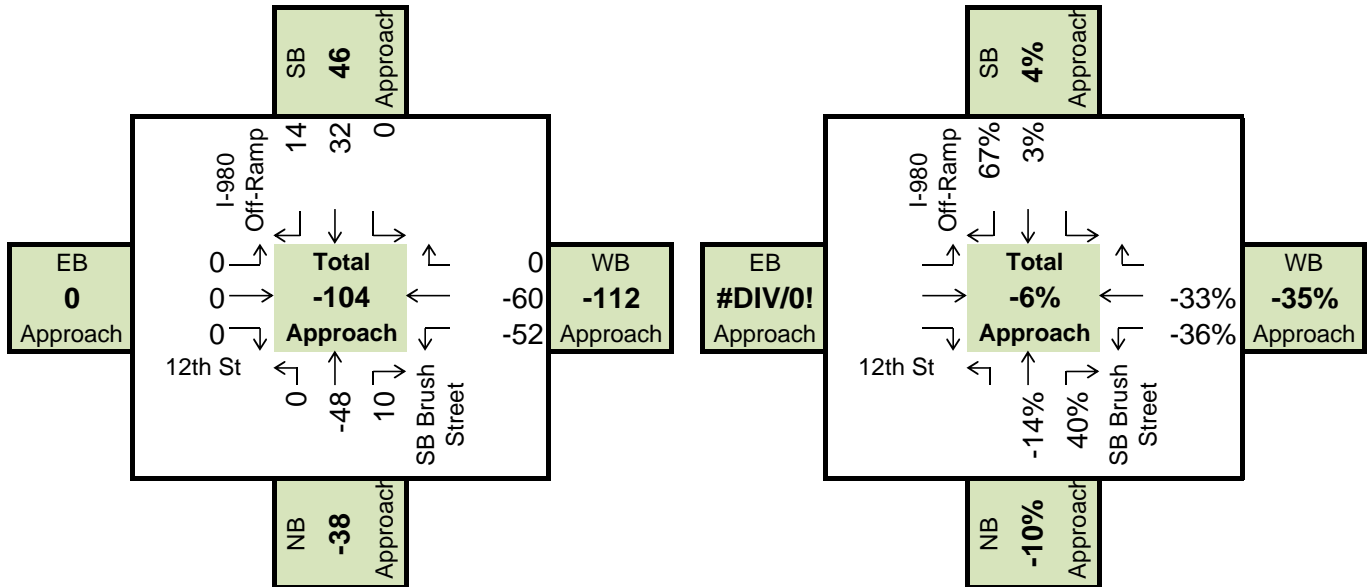 SB
46
Approach
I-980
Off-Ramp
14
32
0
EB
0
Approach
0
0
0
Total
-104
Approach
0
-60
-52
WB
-112
Approach
12th St
0
-48
10
SB Brush
Street
NB
-38
Approach
SB
4%
Approach
I-980
Off-Ramp
67%
3%
EB
#DIV/0!
Approach
Total
-6%
Approach
-33%
-36%
WB
-35%
Approach
12th St
-14%
40%
SB Brush
Street
NB
-10%
Approach